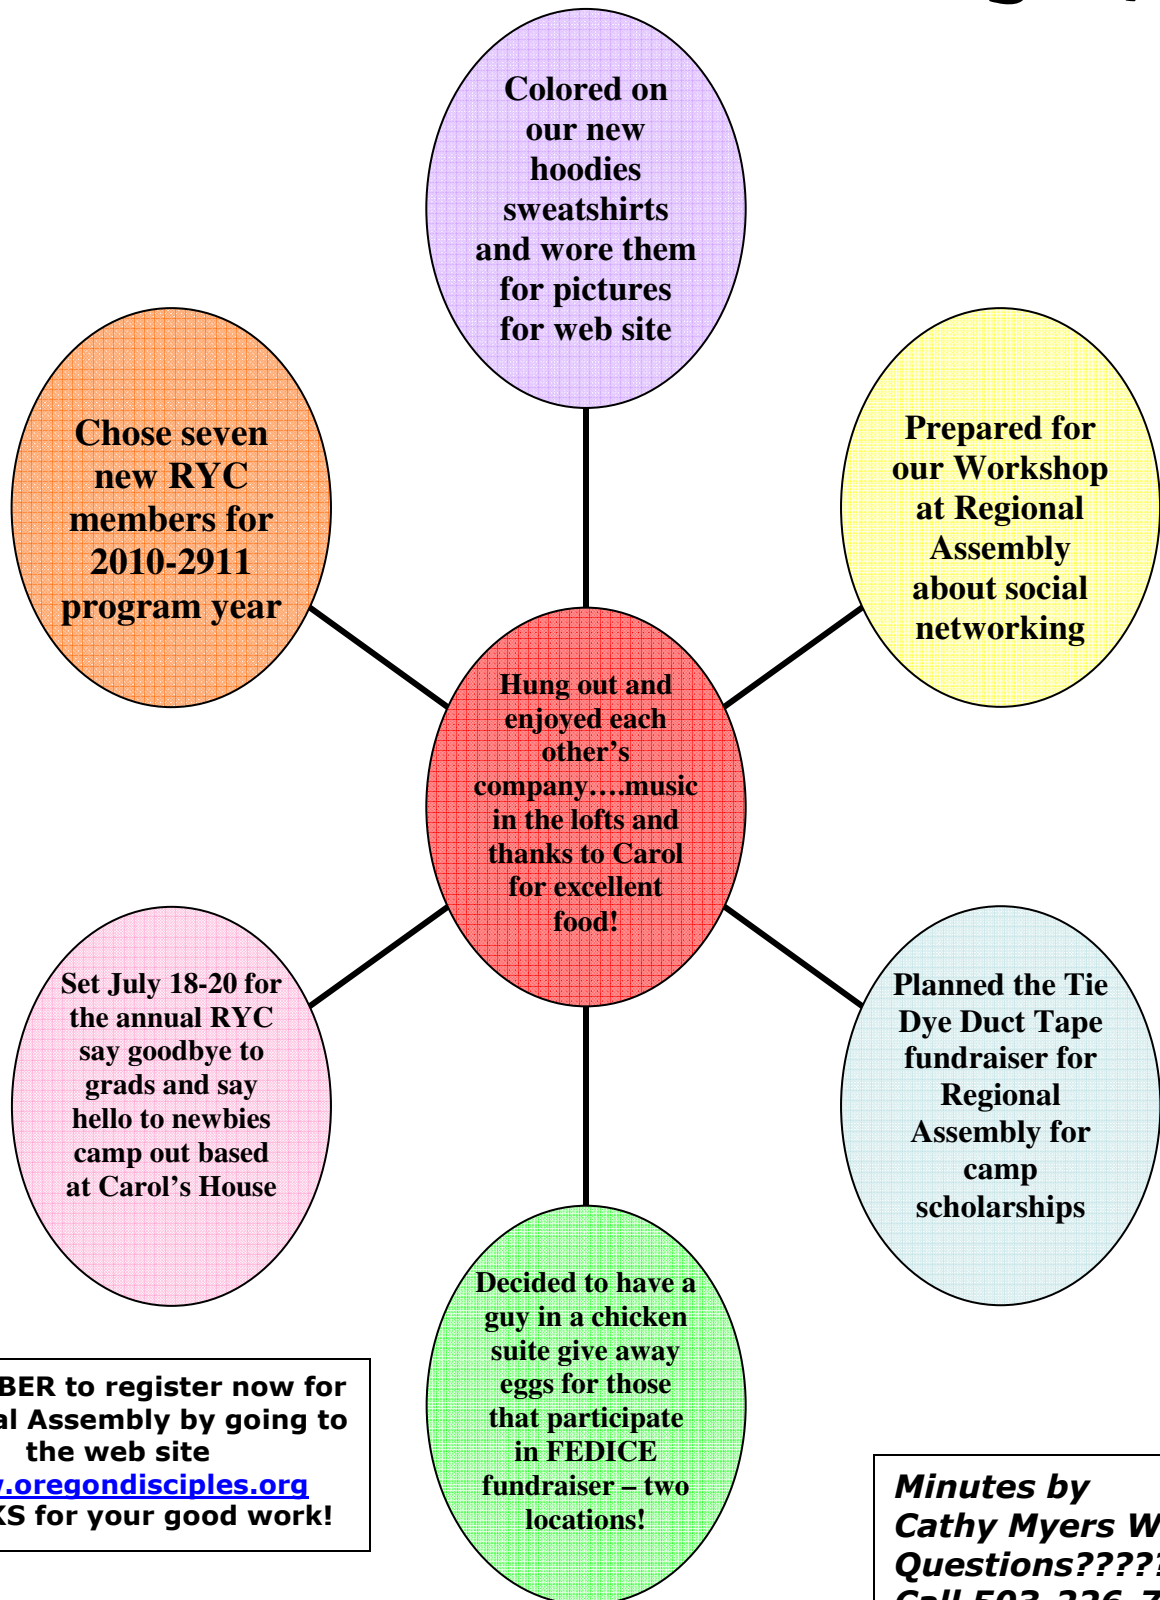 Colored on
our new
hoodies
sweatshirts
and wore them
for pictures
for web site
Chose seven
new RYC
members for
2010-2911
program year
Prepared for
our Workshop
at Regional
Assembly
about social
networking
Hung out and
enjoyed each
other’s
company….music
in the lofts and
thanks to Carol
for excellent
food!
Set July 18-20 for
the annual RYC
say goodbye to
grads and say
hello to newbies
camp out based
at Carol’s House
Planned the Tie
Dye Duct Tape
fundraiser for
Regional
Assembly for
camp
scholarships
Decided to have a
guy in a chicken
suite give away
eggs for those
that participate
in FEDICE
fundraiser – two
locations!
BER to register now for
al Assembly by going to
the web site
.oregondisciples.org
KS for your good work!
Minutes by
Cathy Myers W
Questions?????
Call 503-226-7